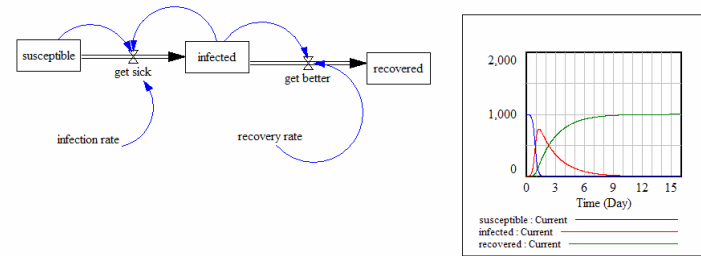 susceptible
get sick
infected
get better
recovered
infection rate
recovery rate
2,000
1,000
0
0 3 6 9 12 15
Time (Day)
susceptible : Current
infected : Current
recovered : Current